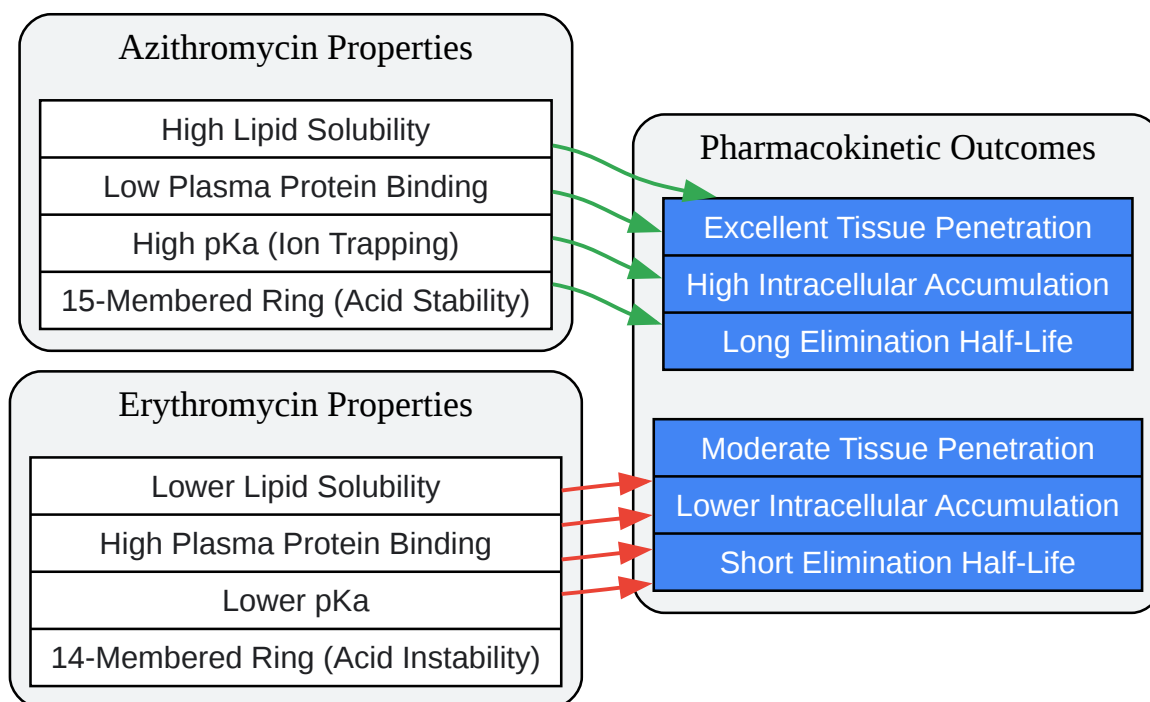 Azithromycin Properties
High Lipid Solubility
Low Plasma Protein Binding
High pKa (Ion Trapping)
15-Membered Ring (Acid Stability)
Pharmacokinetic Outcomes
Excellent Tissue Penetration
High Intracellular Accumulation
Long Elimination Half-Life
Erythromycin Properties
Lower Lipid Solubility
High Plasma Protein Binding
Lower pKa
14-Membered Ring (Acid Instability)
Moderate Tissue Penetration
Lower Intracellular Accumulation
Short Elimination Half-Life